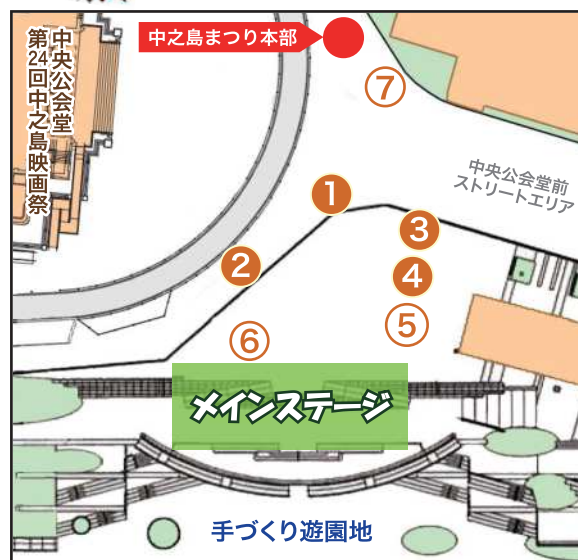 中之島まつり本部
中央公会堂
第24回中之島映画祭
⑦
中央公会堂前
ストリートエリア
1
3
2
4
⑤
⑥
メインステージ
手づくり遊園地